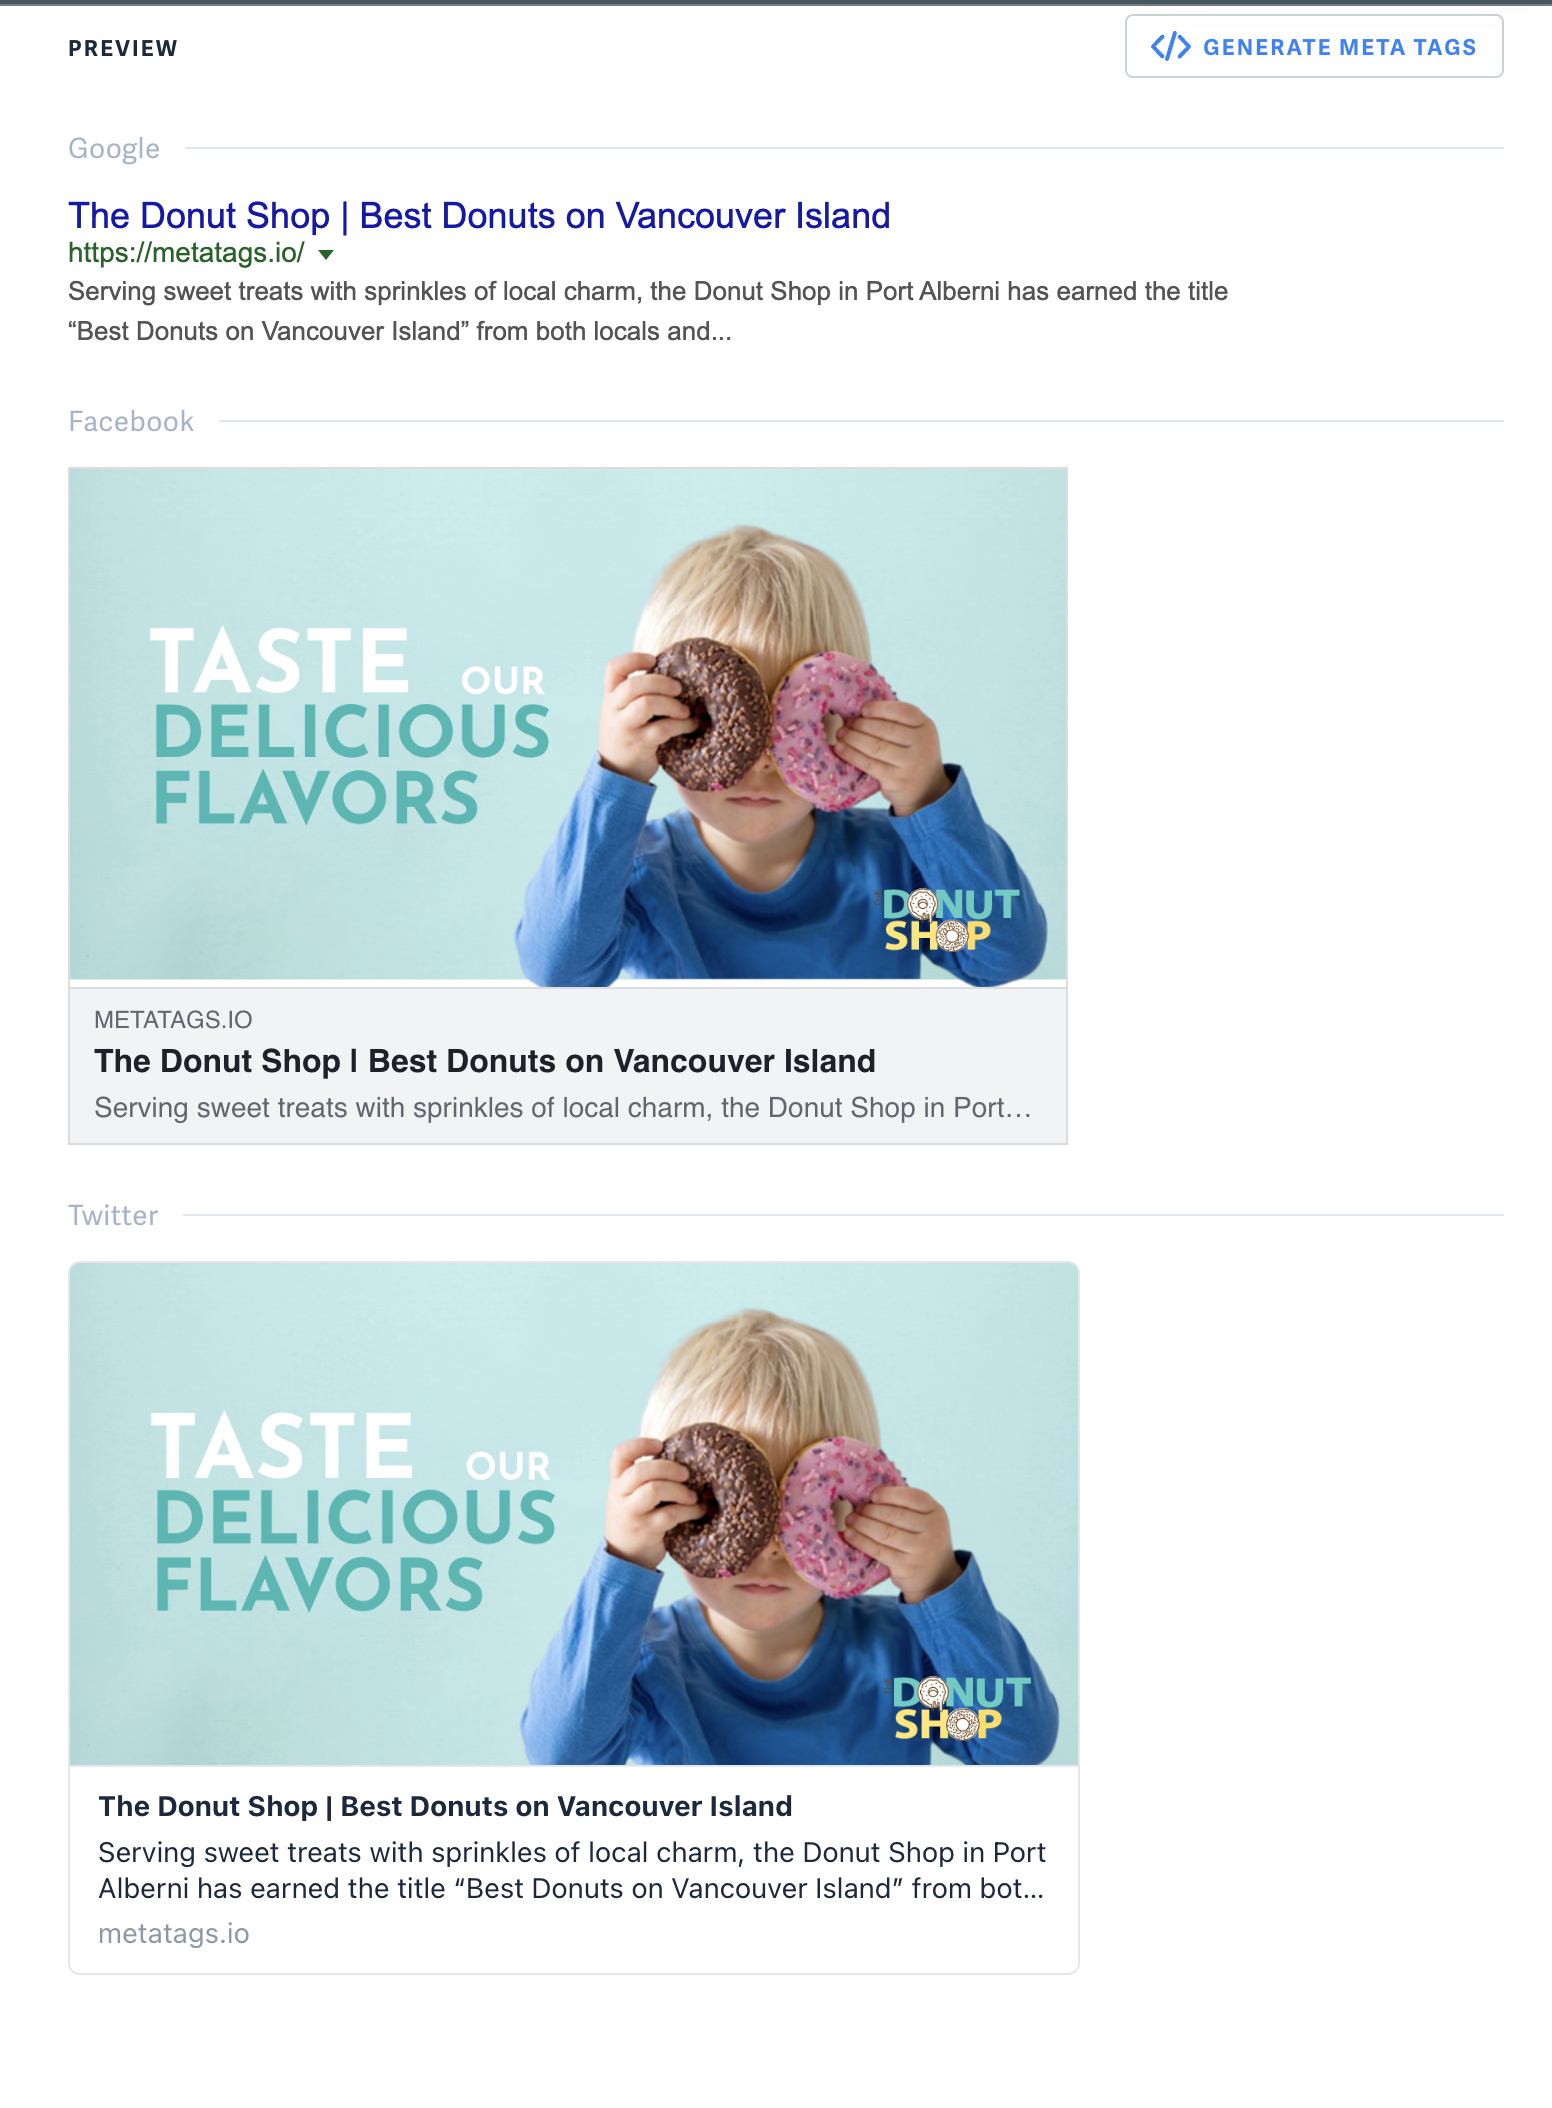 PREVIEW
</> GENERATE META TAGS
Google
The Donut Shop | Best Donuts on Vancouver Island
https://metatags.io/
Serving sweet treats with sprinkles of local charm, the Donut Shop in Port Alberni has earned the title
“Best Donuts on Vancouver Island” from both locals and...
Facebook
TASTE OUR
DELICIOUS
FLAVORS
DONUT
SHOP
METATAGS.IO
The Donut Shop | Best Donuts on Vancouver Island
Serving sweet treats with sprinkles of local charm, the Donut Shop in Port…
Twitter
TASTE OUR
DELICIOUS
FLAVORS
DONUT
SHOP
The Donut Shop | Best Donuts on Vancouver Island
Serving sweet treats with sprinkles of local charm, the Donut Shop in Port
Alberni has earned the title “Best Donuts on Vancouver Island” from bot...
metatags.io